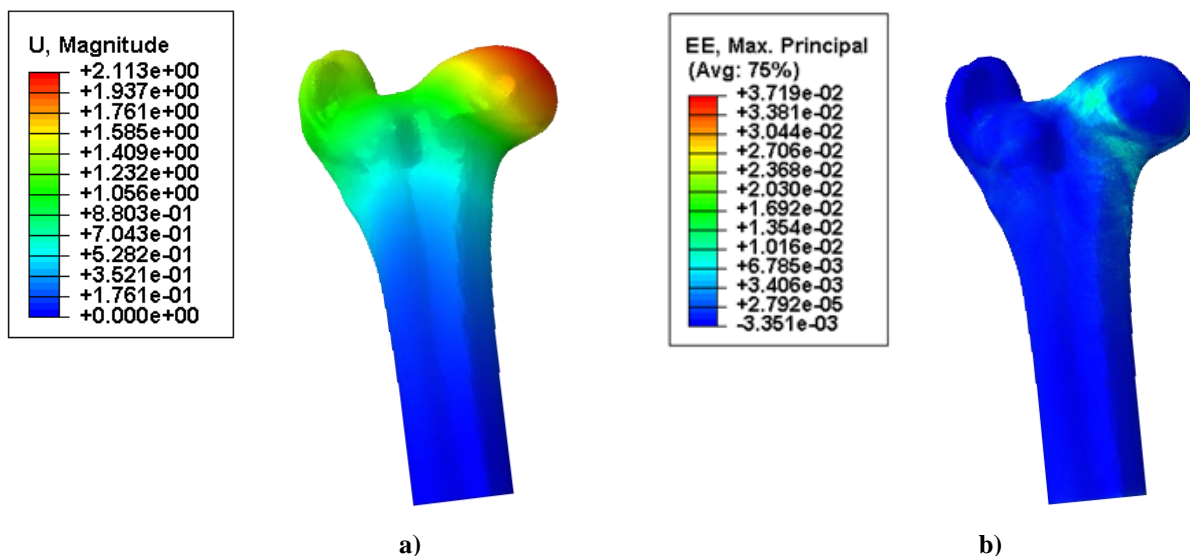 U, Magnitude
+2.113e+00
+1.937e+00
+1.761e+00
+1.585e+00
+1.409e+00
+1.232e+00
+1.056e+00
+8.803e-01
+7.043e-01
+5.282e-01
+3.521e-01
+1.761e-01
+0.000e+00
EE, Max. Principal
(Avg: 75%)
+3.719e-02
+3.381e-02
+3.044e-02
+2.706e-02
+2.368e-02
+2.030e-02
+1.692e-02
+1.354e-02
+1.016e-02
+6.785e-03
+3.406e-03
+2.792e-05
-3.351e-03
a)
b)